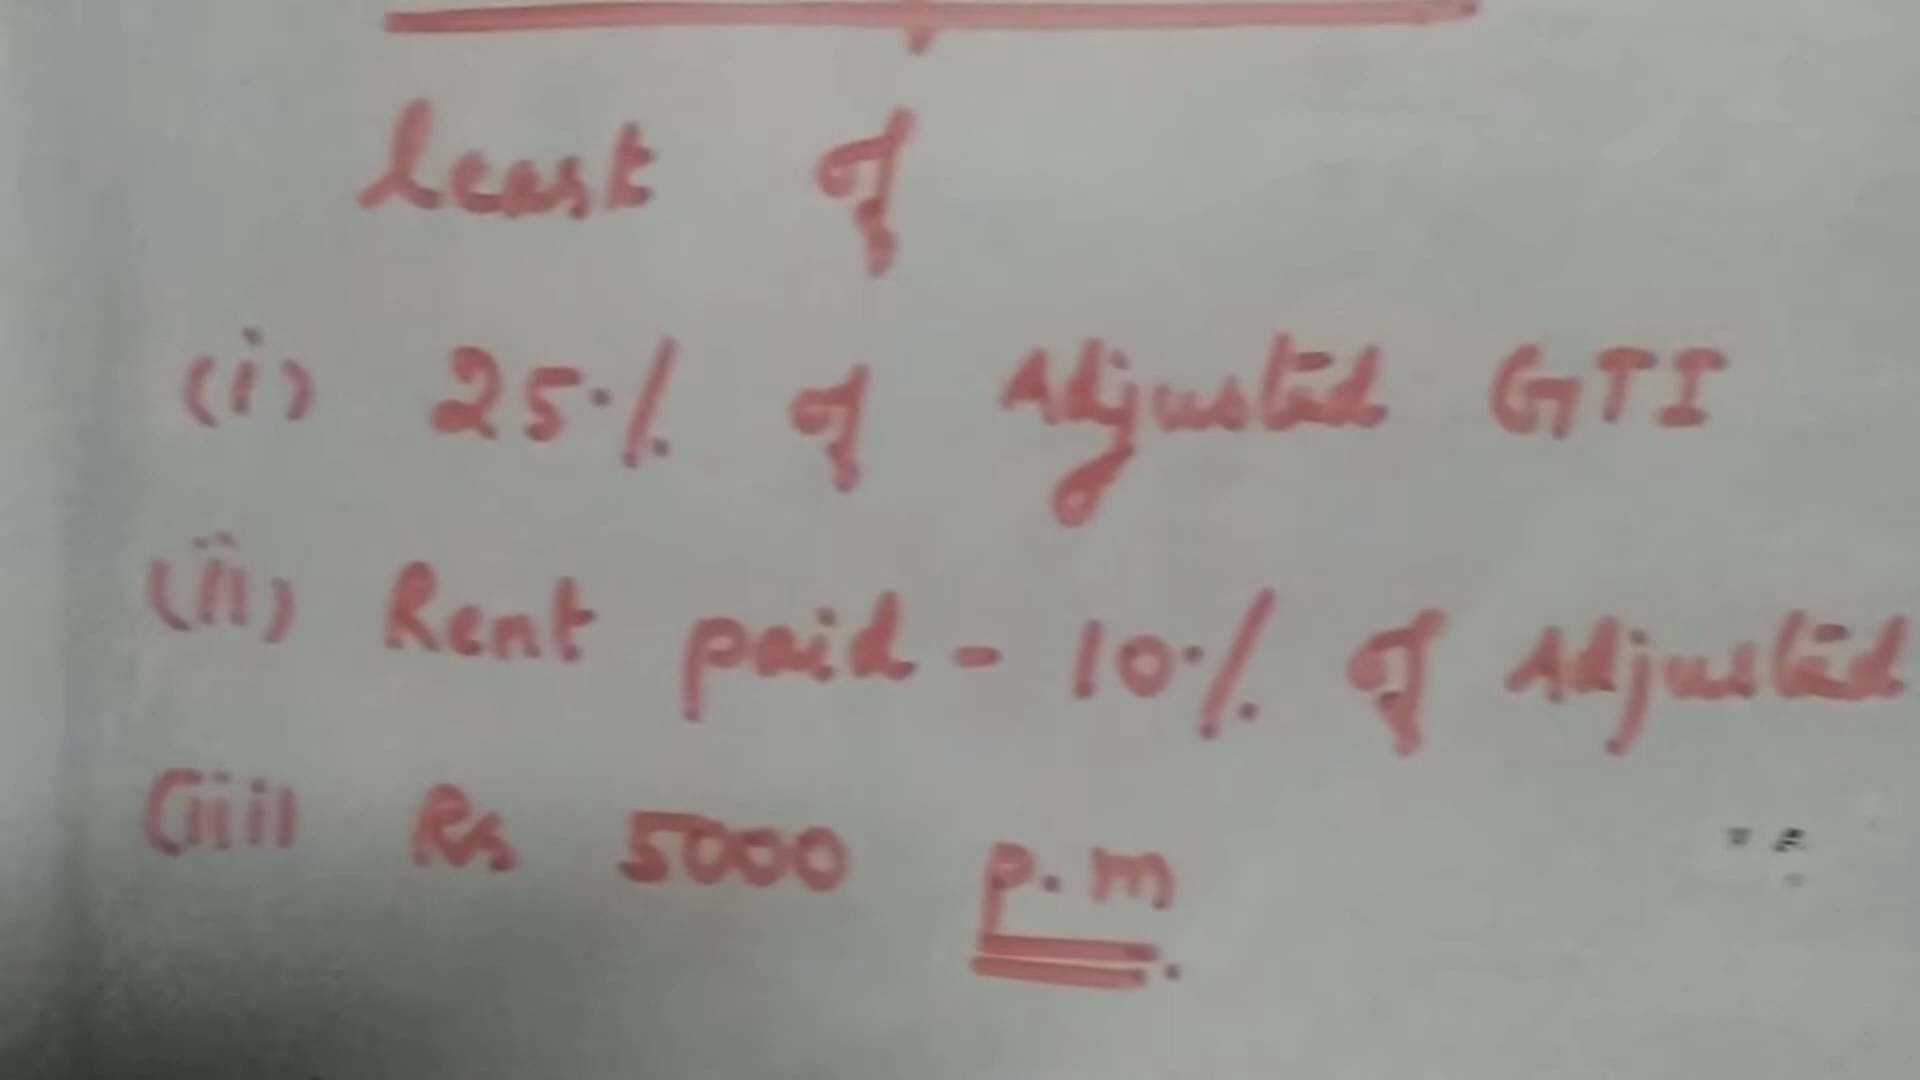 Least of
(i) 25% of Adjusted GTI
(ii) Rent paid - 10% of Adjusted
(iii) Rs 5000 p.m.